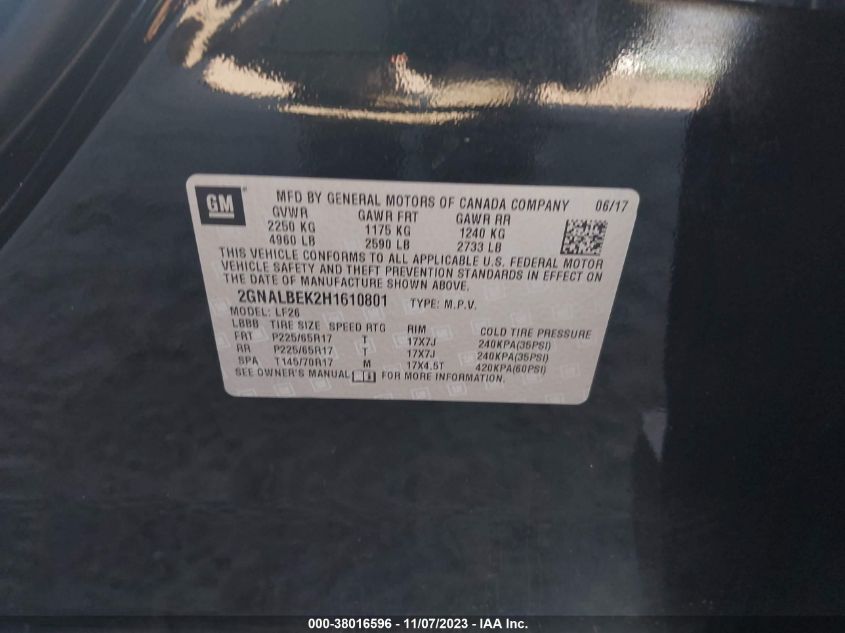 GM
MFD BY GENERAL MOTORS OF CANADA COMPANY 06/17
GVWR GAWR FRT GAWR RR
2250 KG 1175 KG 1240 KG
4960 LB 2590 LB 2733 LB
THIS VEHICLE CONFORMS TO ALL APPLICABLE U.S. FEDERAL MOTOR
VEHICLE SAFETY AND THEFT PREVENTION STANDARDS IN EFFECT ON
THE DATE OF MANUFACTURE SHOWN ABOVE.
2GNALBEK2H1610801 TYPE: M.P.V.
MODEL: LF26
LBBB TIRE SIZE SPEED RTG RIM COLD TIRE PRESSURE
FRT P225/65R17 T 17X7J 240KPA(35PSI)
RR P225/65R17 T 17X7J 240KPA(35PSI)
SPA T145/70R17 M 17X4.5T 420KPA(60PSI)
SEE OWNER'S MANUAL FOR MORE INFORMATION.
000-38016596 - 11/07/2023 - IAA Inc.